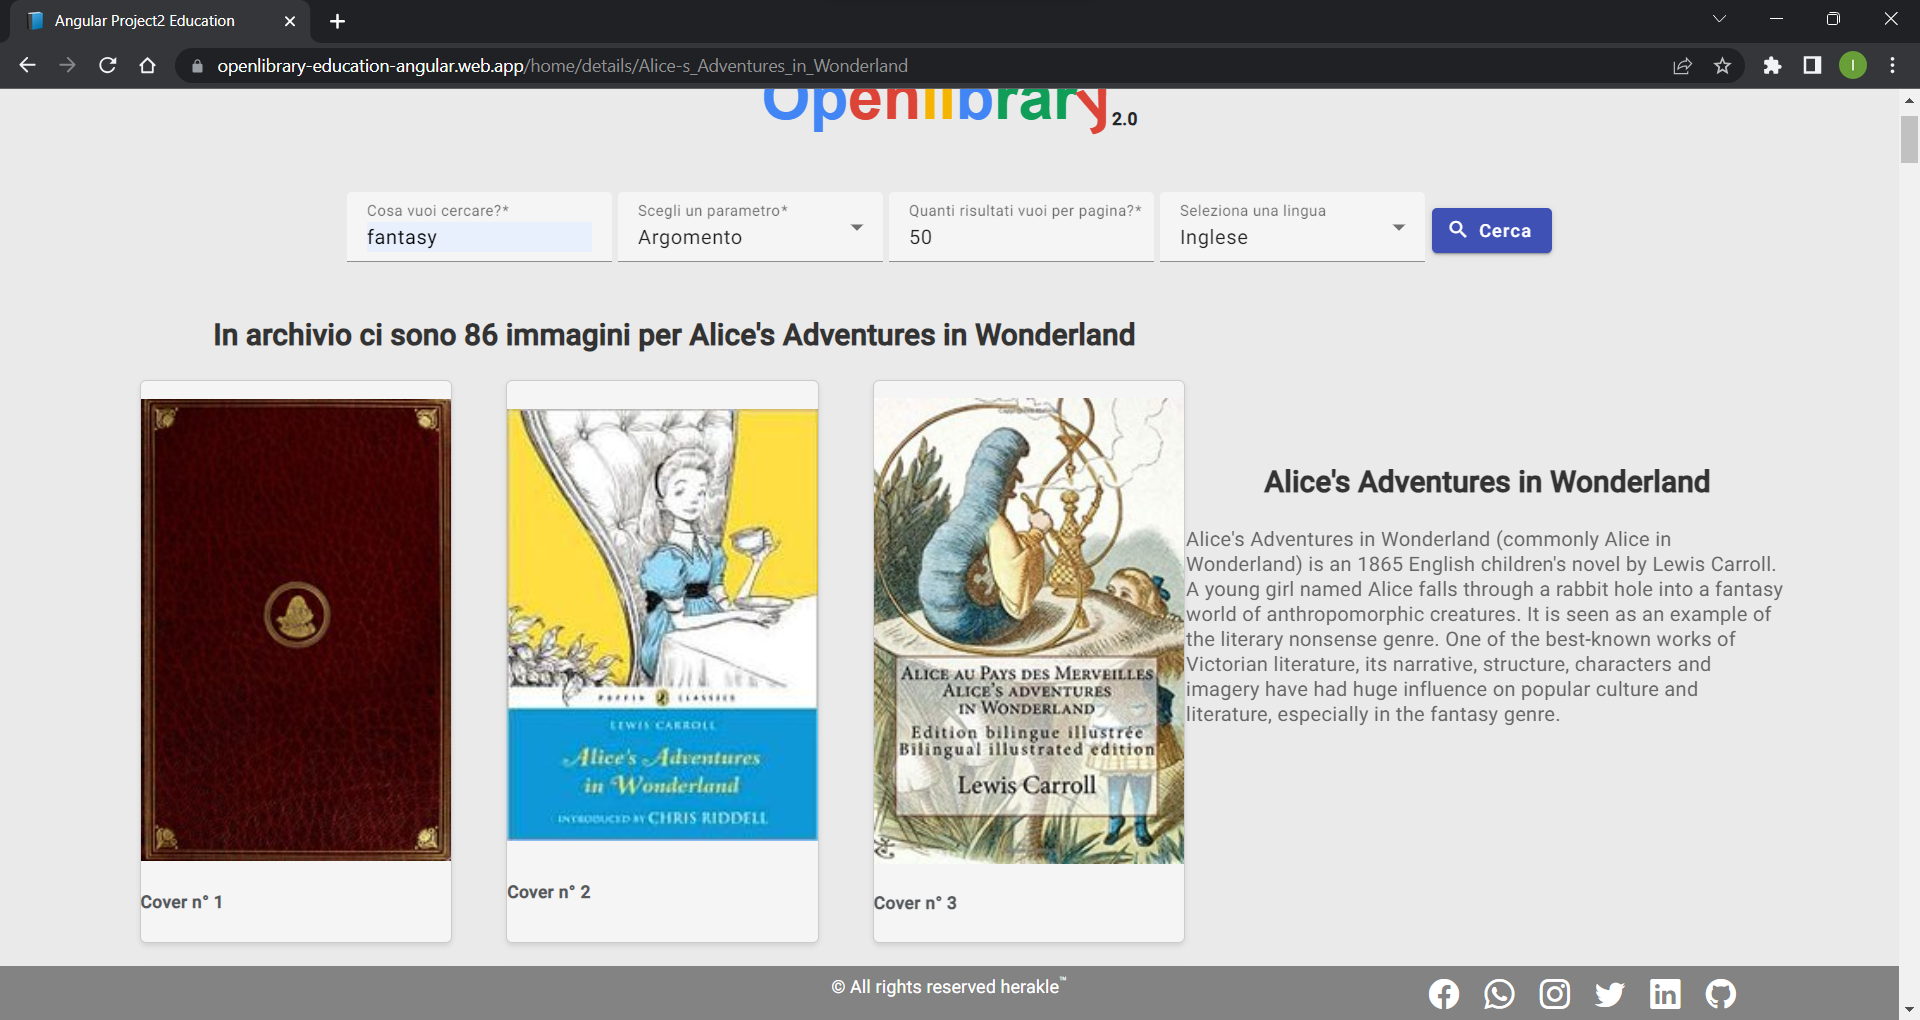 Angular Project2 Education
openlibrary-education-angular.web.app/home/details/Alice-s_Adventures_in_Wonderland
I
Openlibrary 2.0
Cosa vuoi cercare?*
fantasy
Scegli un parametro*
Argomento
Quanti risultati vuoi per pagina?*
50
Seleziona una lingua
Inglese
Cerca
In archivio ci sono 86 immagini per Alice's Adventures in Wonderland
PUFFIN CLASSICS
LEWIS CARROLL
Alice's Adventures
in Wonderland
INTRODUCED BY CHRIS RIDDELL
ALICE AU PAYS DES MERVEILLES
ALICE'S ADVENTURES
IN WONDERLAND
Edition bilingue illustrée
Bilingual illustrated edition
Lewis Carroll
Cover n° 1
Cover n° 2
Cover n° 3
Alice's Adventures in Wonderland
Alice's Adventures in Wonderland (commonly Alice in
Wonderland) is an 1865 English children's novel by Lewis Carroll.
A young girl named Alice falls through a rabbit hole into a fantasy
world of anthropomorphic creatures. It is seen as an example of
the literary nonsense genre. One of the best-known works of
Victorian literature, its narrative, structure, characters and
imagery have had huge influence on popular culture and
literature, especially in the fantasy genre.
© All rights reserved herakle™
in